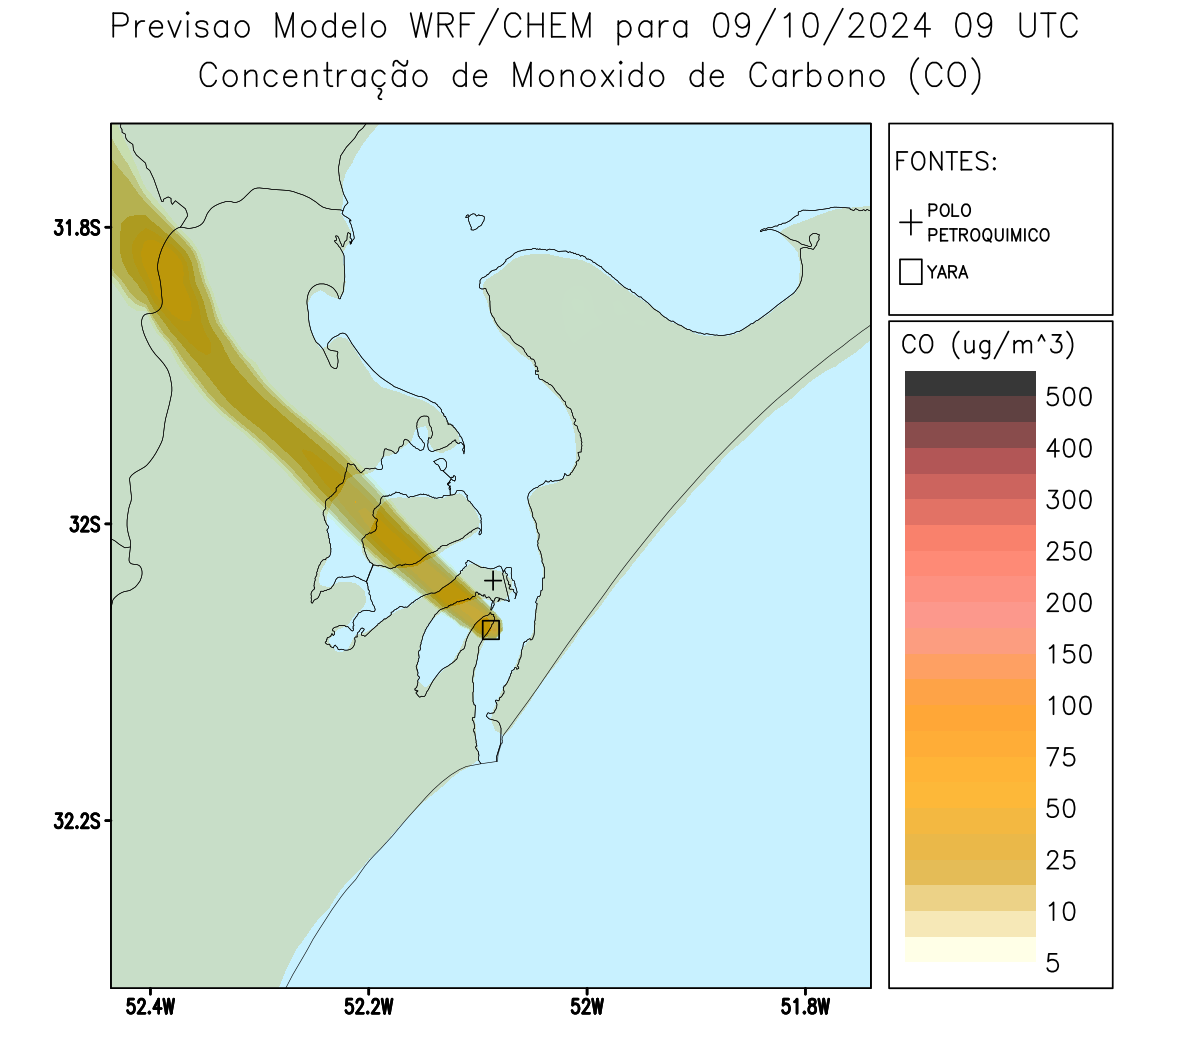 Previsao Modelo WRF/CHEM para 09/10/2024 09 UTC
Concentração de Monoxido de Carbono (CO)
FONTES:
POLO
PETROQUIMICO
YARA
CO (ug/m^3)
500
400
300
250
200
150
100
75
50
25
10
5
31.8S
32S
32.2S
52.4W
52.2W
52W
51.8W